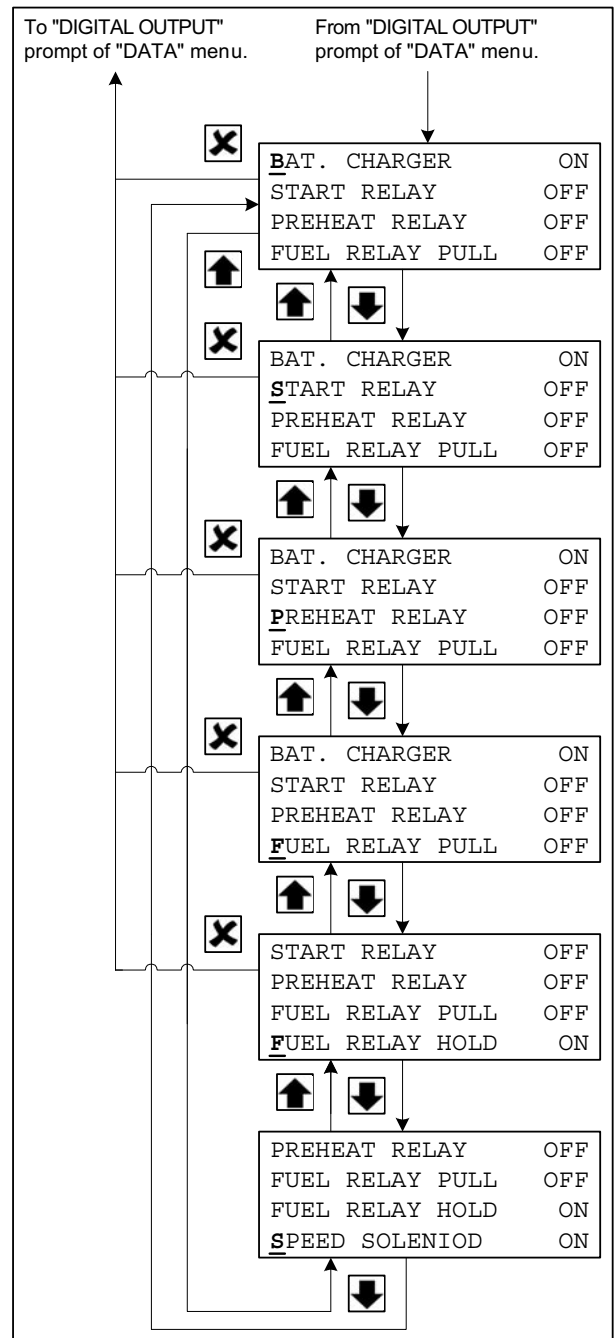 To "DIGITAL OUTPUT"
prompt of "DATA" menu.
From "DIGITAL OUTPUT"
prompt of "DATA" menu.
BAT. CHARGER ON
START RELAY OFF
PREHEAT RELAY OFF
FUEL RELAY PULL OFF
BAT. CHARGER ON
START RELAY OFF
PREHEAT RELAY OFF
FUEL RELAY PULL OFF
BAT. CHARGER ON
START RELAY OFF
PREHEAT RELAY OFF
FUEL RELAY PULL OFF
BAT. CHARGER ON
START RELAY OFF
PREHEAT RELAY OFF
FUEL RELAY PULL OFF
START RELAY OFF
PREHEAT RELAY OFF
FUEL RELAY PULL OFF
FUEL RELAY HOLD ON
PREHEAT RELAY OFF
FUEL RELAY PULL OFF
FUEL RELAY HOLD ON
SPEED SOLENIOD ON